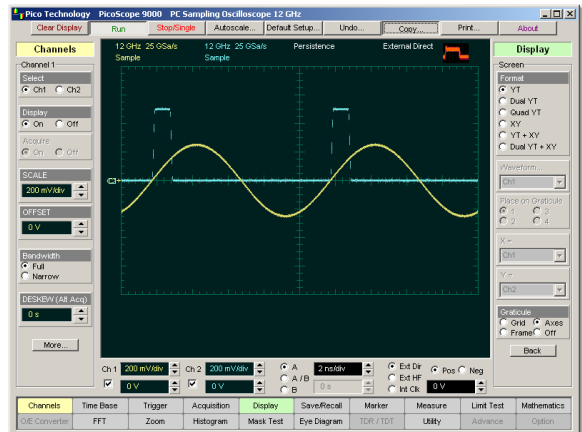 Pico Technology PicoScope 9000 PC Sampling Oscilloscope 12 GHz
Clear Display Run Stop/Single Autoscale... Default Setup... Undo... Copy... Print... About
Channels
Channel 1
Select
Ch1 Ch2
Display
On Off
Acquire
On Off
SCALE
200 mV/div
OFFSET
0 V
Bandwidth
Full
Narrow
DESKEW (Alt Acq)
0 s
More...
12 GHz 25 GSa/s 12 GHz 25 GSa/s Persistence External Direct
Sample Sample
Display
Screen
Format
YT
Dual YT
Quad YT
XY
YT + XY
Dual YT + XY
Waveform...
Ch1
Place on Graticule
1 3
2 4
X =
Ch1
Y =
Ch2
Graticule
Grid Axes
Frame Off
Back
Ch 1 200 mV/div Ch 2 200 mV/div A 2 ns/div Ext Dir Pos Neg
A / B Ext HF
0 V 0 V B 0 s Int Clk 0 V
Channels Time Base Trigger Acquisition Display Save/Recall Marker Measure Limit Test Mathematics
O/E Converter FFT Zoom Histogram Mask Test Eye Diagram TDR / TDT Utility Advance Option